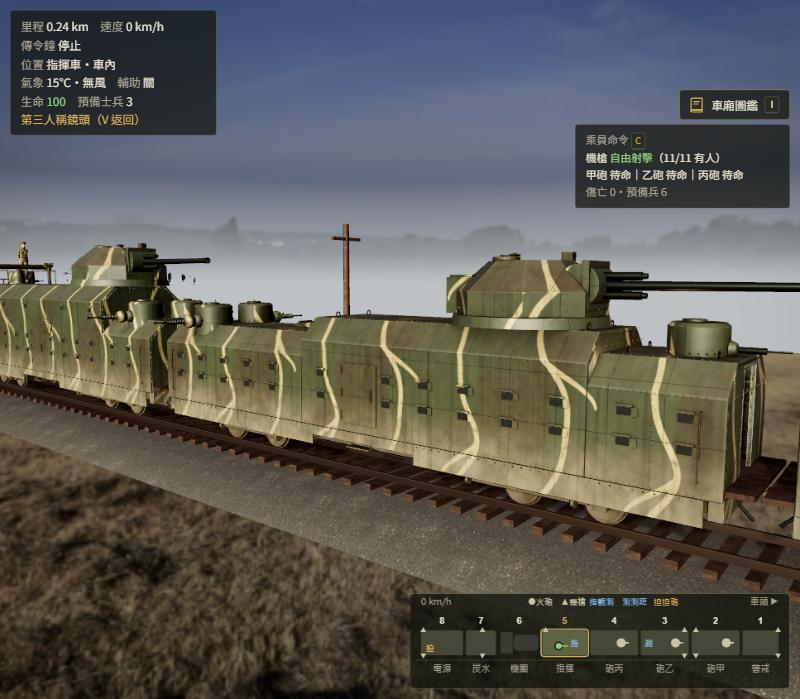 里程 0.24 km 速度 0 km/h
傳令鐘 停止
位置 指揮車・車內
氣象 15℃・無風 輔助 關
生命 100 預備士兵 3
第三人稱鏡頭（V 返回）
車廂圖鑑 I
乘員命令 C
機槍 自由射擊（11/11 有人）
甲砲 待命｜乙砲 待命｜丙砲 待命
傷亡 0・預備兵 6
0 km/h ●火砲 ▲機槍 指觀測 測測距 迫迫砲 車頭 ▶
8 7 6 5 4 3 2 1
迫 指 測
電源 炭水 機關 指揮 砲丙 砲乙 砲甲 警戒